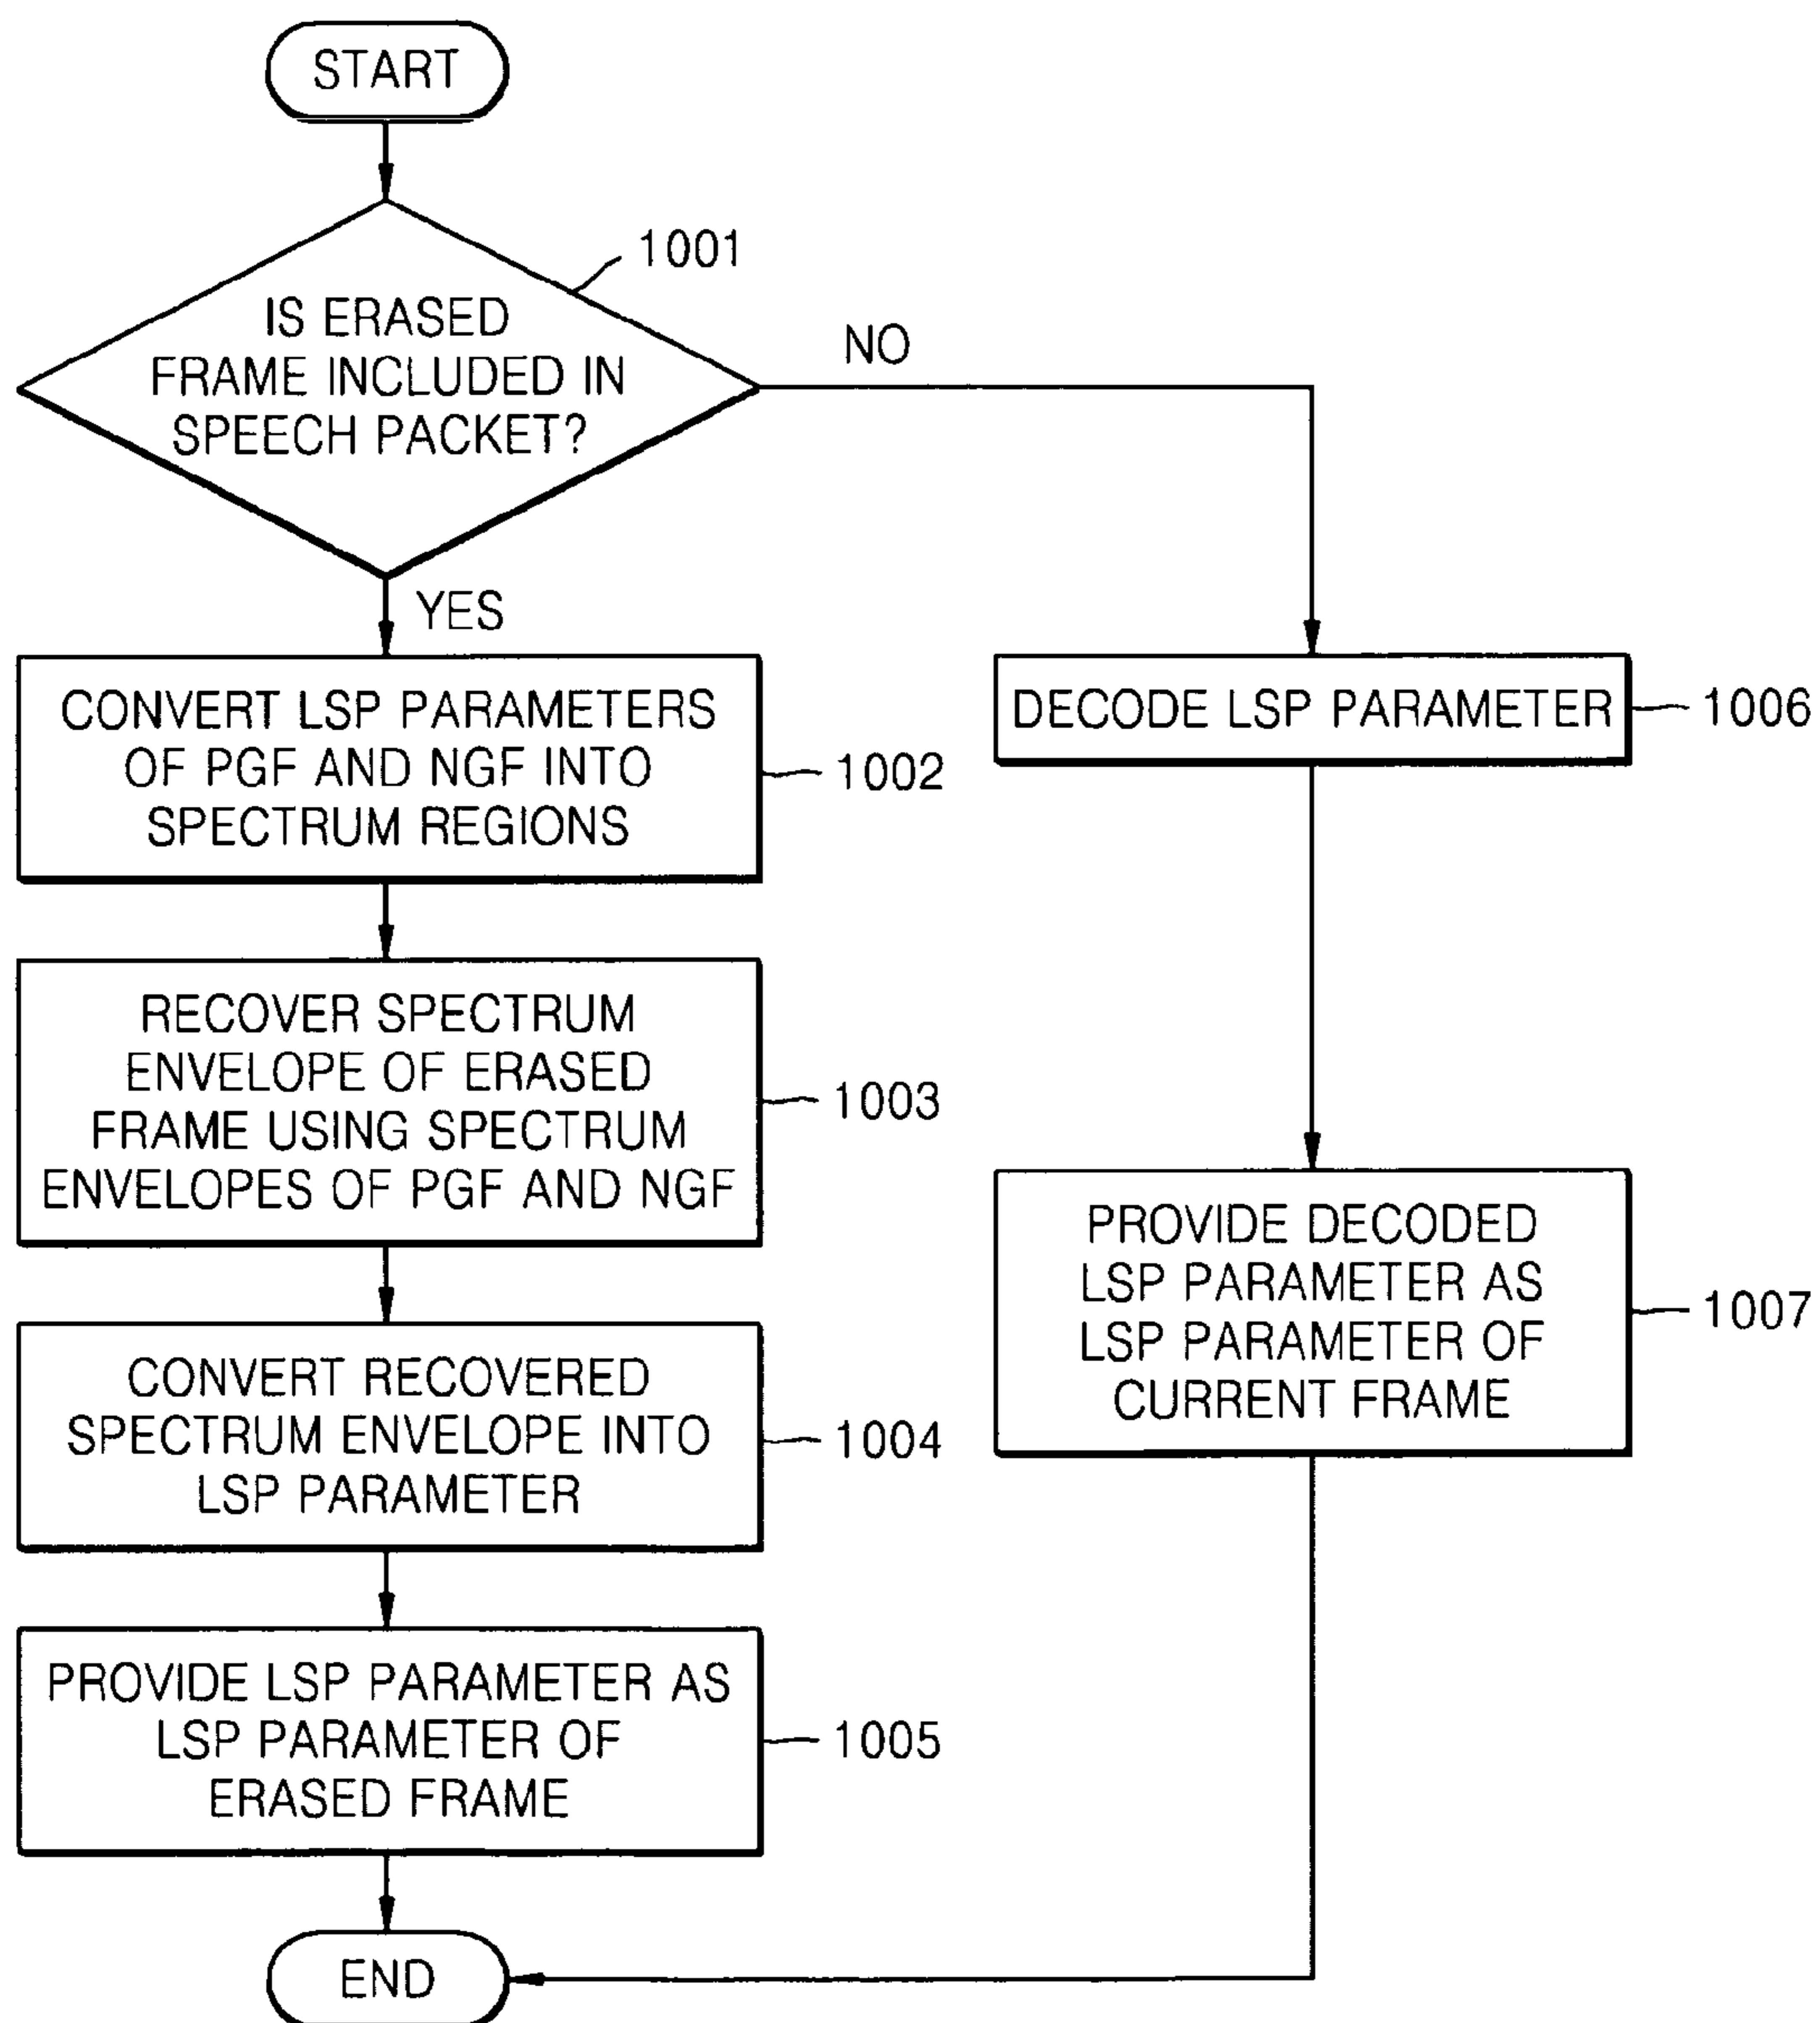 START
1001
IS ERASED
FRAME INCLUDED IN
SPEECH PACKET?
NO
YES
CONVERT LSP PARAMETERS
OF PGF AND NGF INTO
SPECTRUM REGIONS
1002
DECODE LSP PARAMETER
1006
RECOVER SPECTRUM
ENVELOPE OF ERASED
FRAME USING SPECTRUM
ENVELOPES OF PGF AND NGF
1003
PROVIDE DECODED
LSP PARAMETER AS
LSP PARAMETER OF
CURRENT FRAME
1007
CONVERT RECOVERED
SPECTRUM ENVELOPE INTO
LSP PARAMETER
1004
PROVIDE LSP PARAMETER AS
LSP PARAMETER OF
ERASED FRAME
1005
END